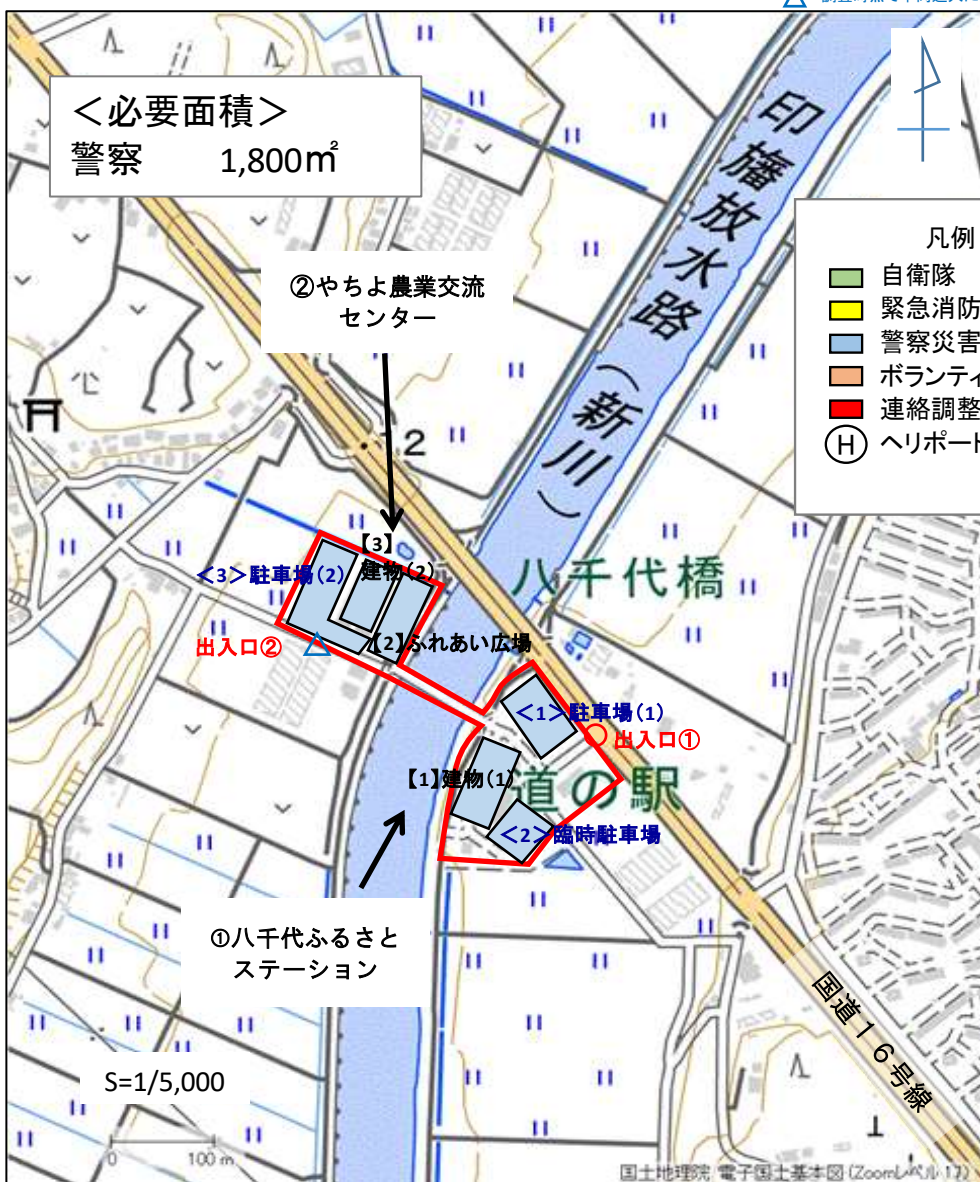 ＜必要面積＞
警察 1,800㎡
印旛放水路（新川）
凡例
自衛隊
緊急消防
警察災害
ボランティ
連絡調整
H ヘリポート
②やちよ農業交流
センター
12
八千代橋
【3】
建物(2)
＜3＞駐車場(2)
出入口②
【2】ふれあい広場
＜1＞駐車場(1)
出入口①
【1】建物(1)
道の駅
＜2＞臨時駐車場
①八千代ふるさと
ステーション
国道１６号線
S=1/5,000
0 100 m
国土地理院 電子国土基本図 (Zoomレベル 17)